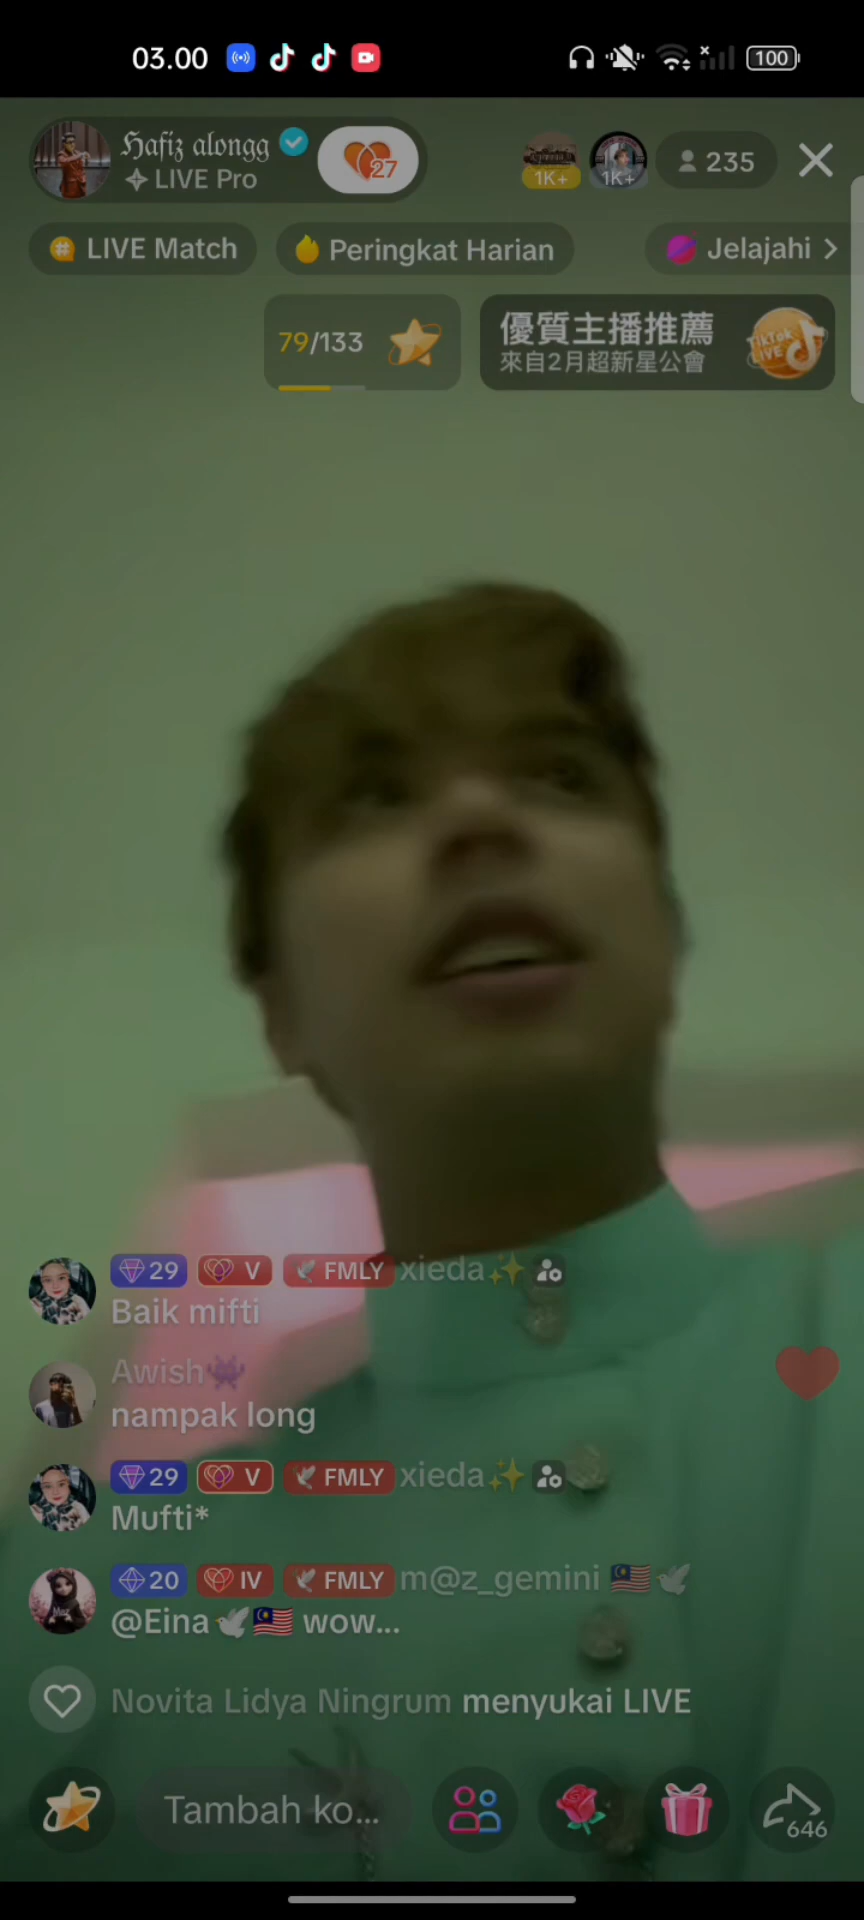 03.00
100
ℌafiz alongg
LIVE Pro
27
1K+
1K+
235
LIVE Match
Peringkat Harian
Jelajahi
79/133
優質主播推薦
來自2月超新星公會
TikTok LIVE
29 V FMLY xieda✨
Baik mifti
Awish👾
nampak long
29 V FMLY xieda✨
Mufti*
20 IV FMLY m@z_gemini 🇲🇾🕊️
@Eina🕊️🇲🇾 wow...
Novita Lidya Ningrum menyukai LIVE
Tambah ko...
646